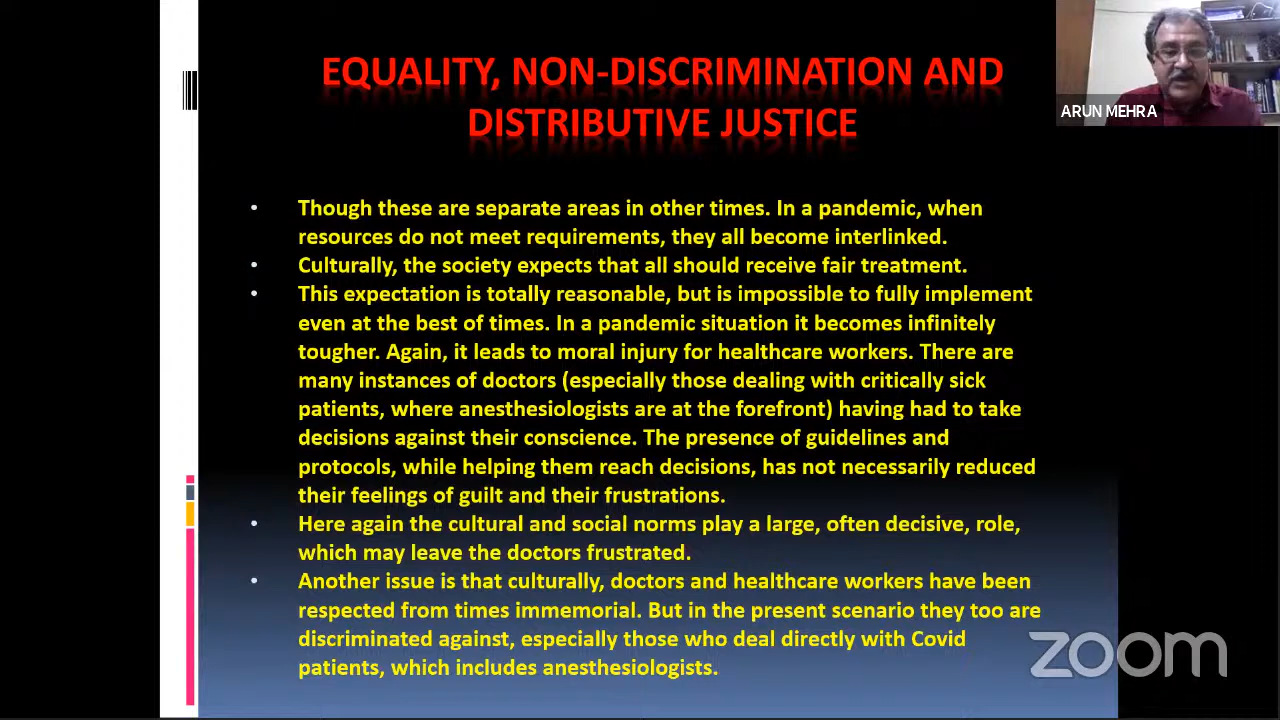 EQUALITY, NON-DISCRIMINATION AND
DISTRIBUTIVE JUSTICE
ARUN MEHRA
• Though these are separate areas in other times. In a pandemic, when
resources do not meet requirements, they all become interlinked.
• Culturally, the society expects that all should receive fair treatment.
• This expectation is totally reasonable, but is impossible to fully implement
even at the best of times. In a pandemic situation it becomes infinitely
tougher. Again, it leads to moral injury for healthcare workers. There are
many instances of doctors (especially those dealing with critically sick
patients, where anesthesiologists are at the forefront) having had to take
decisions against their conscience. The presence of guidelines and
protocols, while helping them reach decisions, has not necessarily reduced
their feelings of guilt and their frustrations.
• Here again the cultural and social norms play a large, often decisive, role,
which may leave the doctors frustrated.
• Another issue is that culturally, doctors and healthcare workers have been
respected from times immemorial. But in the present scenario they too are
discriminated against, especially those who deal directly with Covid
patients, which includes anesthesiologists.
zoom